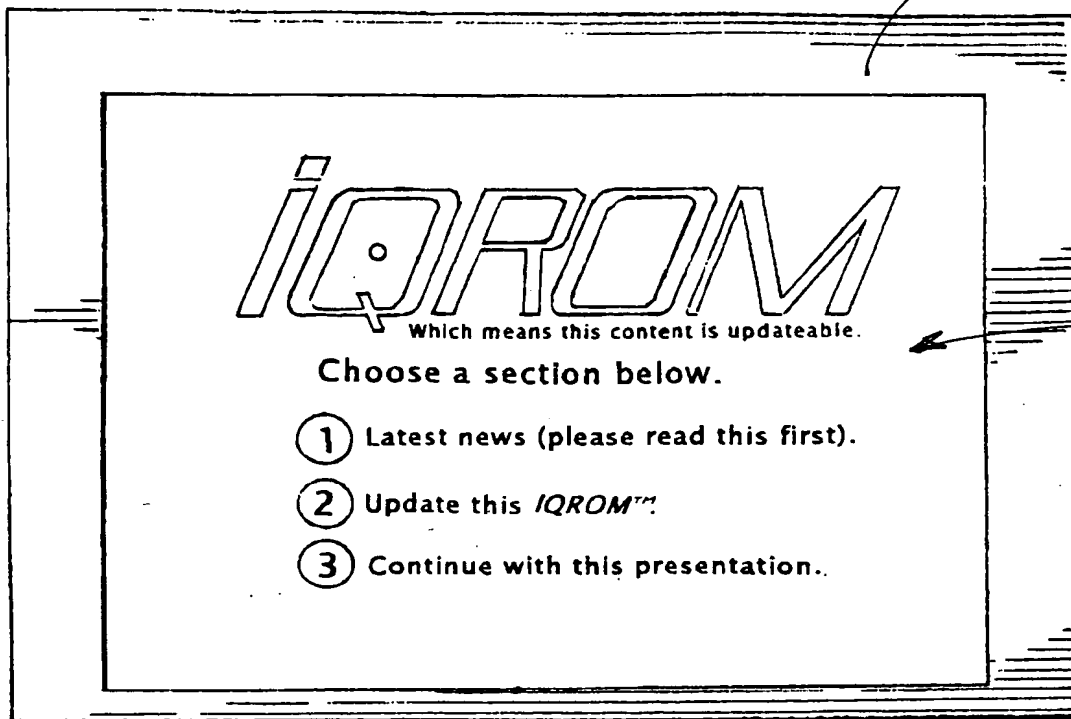 iQROM
Which means this content is updateable.
Choose a section below.
1 Latest news (please read this first).
2 Update this IQROM™.
3 Continue with this presentation.